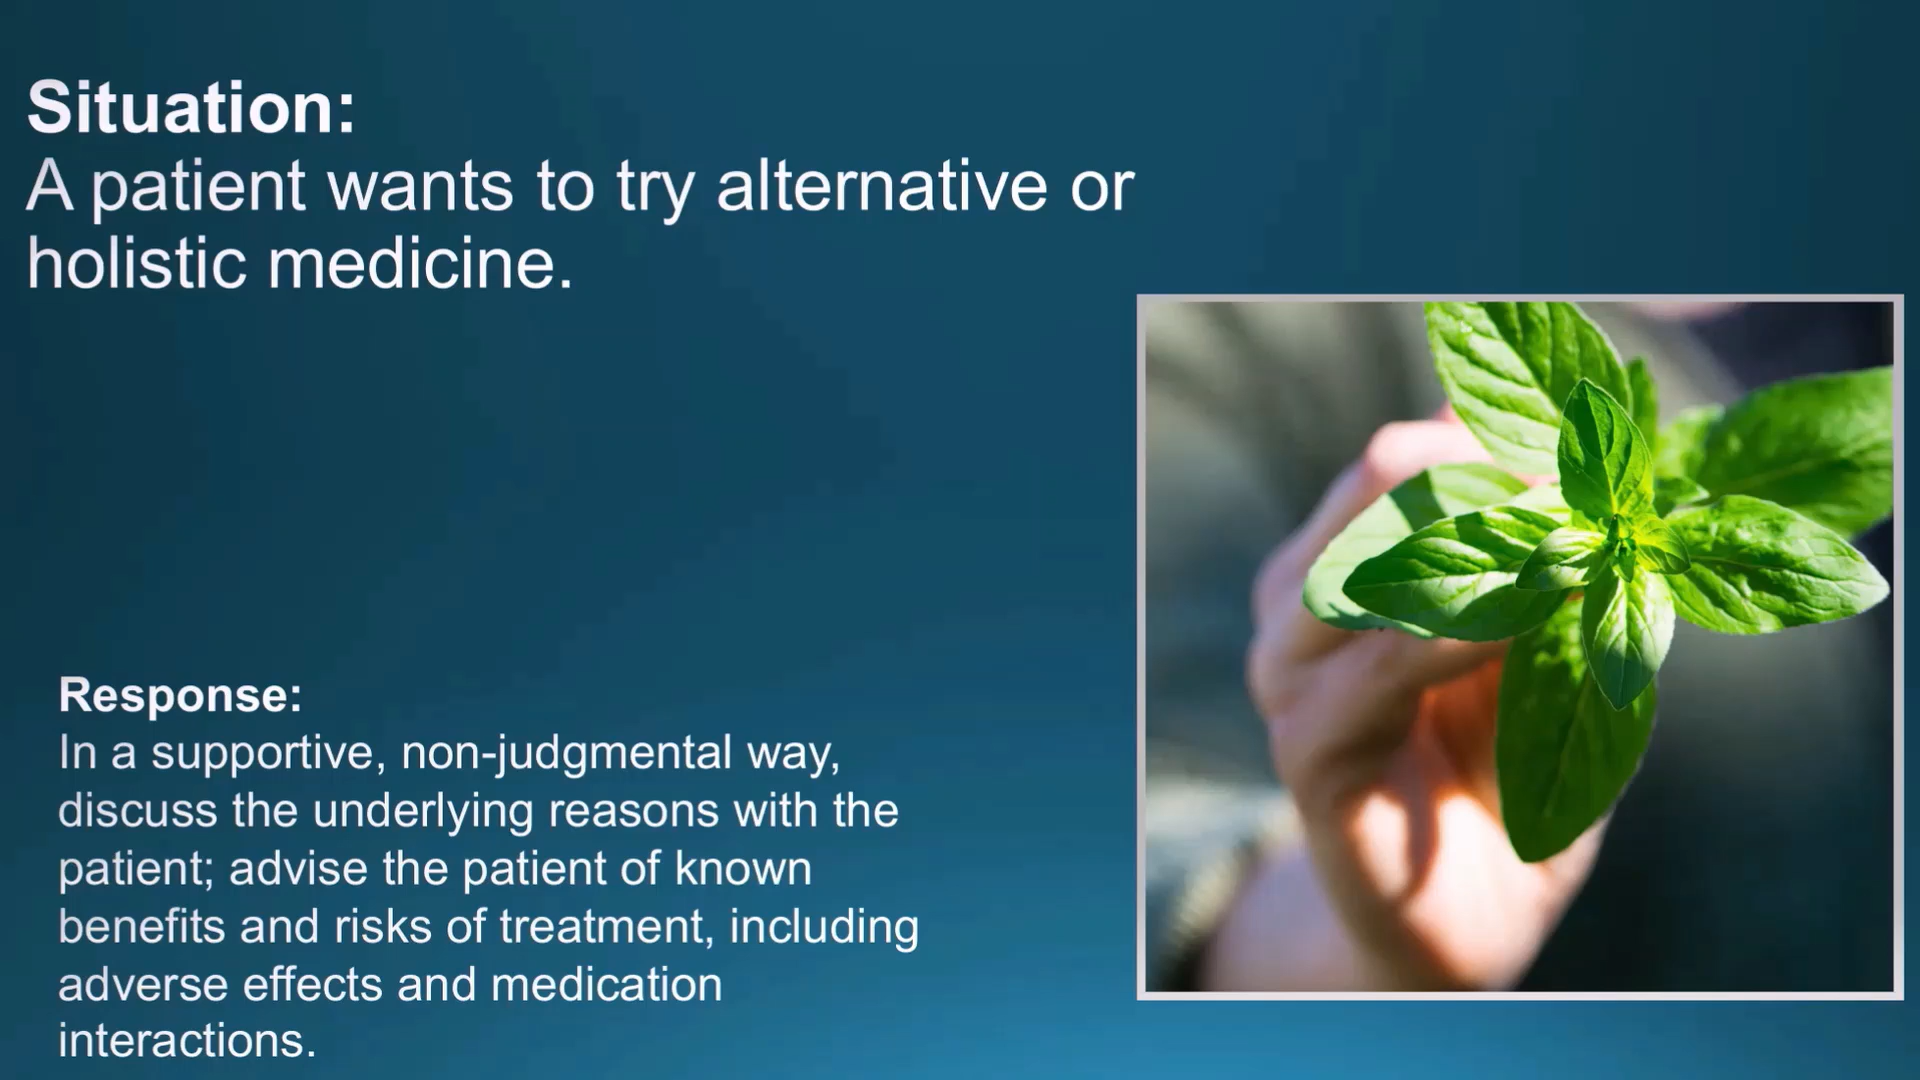 Situation:
A patient wants to try alternative or
holistic medicine.
Response:
In a supportive, non-judgmental way,
discuss the underlying reasons with the
patient; advise the patient of known
benefits and risks of treatment, including
adverse effects and medication
interactions.